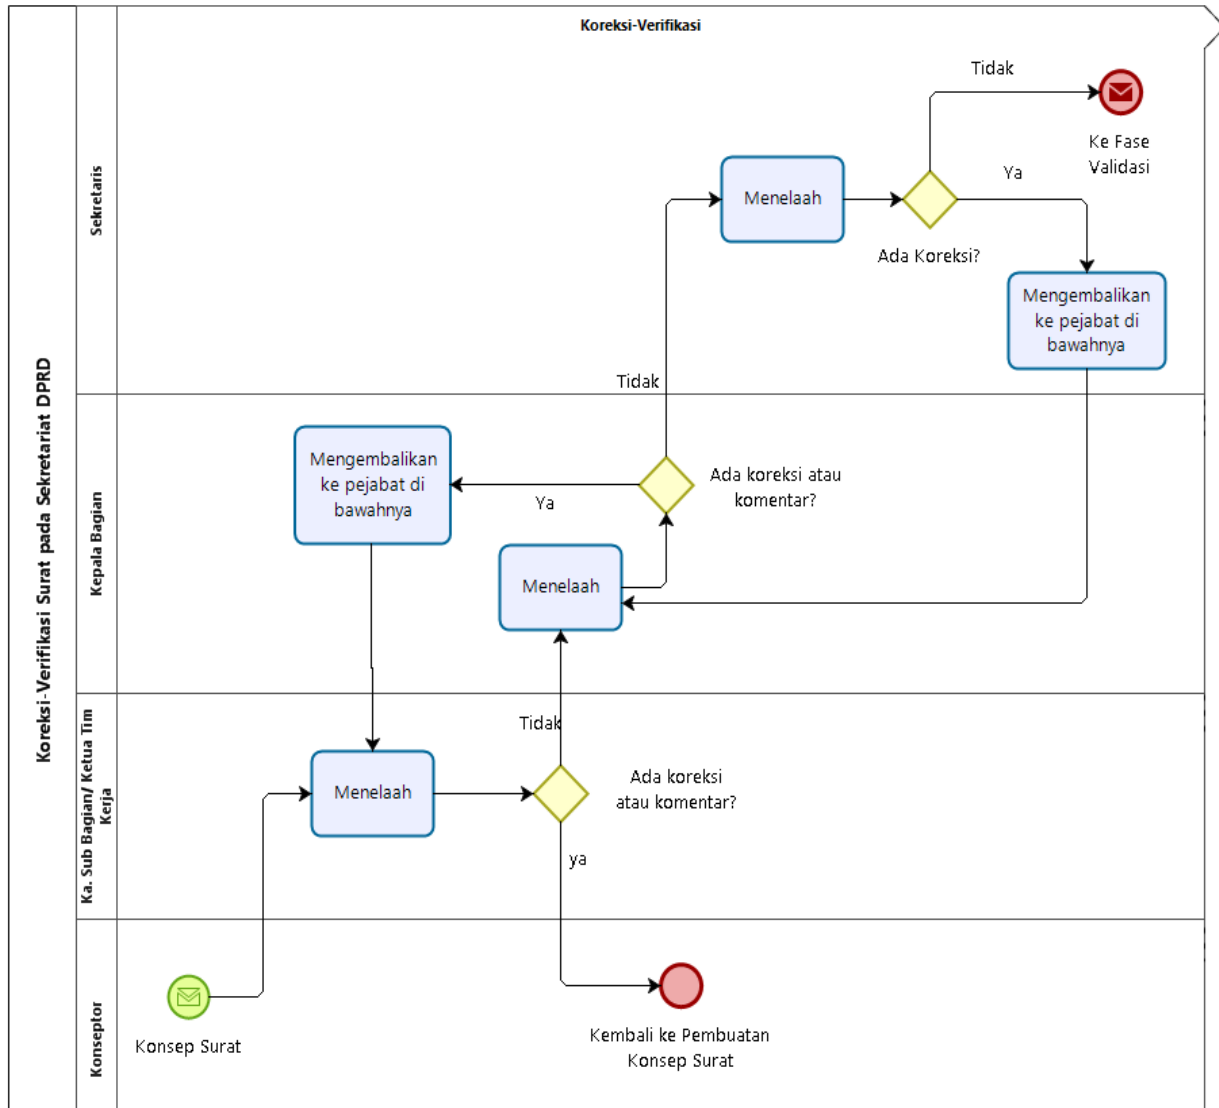 Koreksi-Verifikasi Surat pada Sekretariat DPRD
Koreksi-Verifikasi
Sekretaris
Tidak
Ke Fase
Validasi
Menelaah
Ya
Ada Koreksi?
Mengembalikan
ke pejabat di
bawahnya
Tidak
Kepala Bagian
Mengembalikan
ke pejabat di
bawahnya
Ya
Ada koreksi atau
komentar?
Menelaah
Ka. Sub Bagian/ Ketua Tim
Kerja
Tidak
Menelaah
Ada koreksi
atau komentar?
ya
Konseptor
Konsep Surat
Kembali ke Pembuatan
Konsep Surat